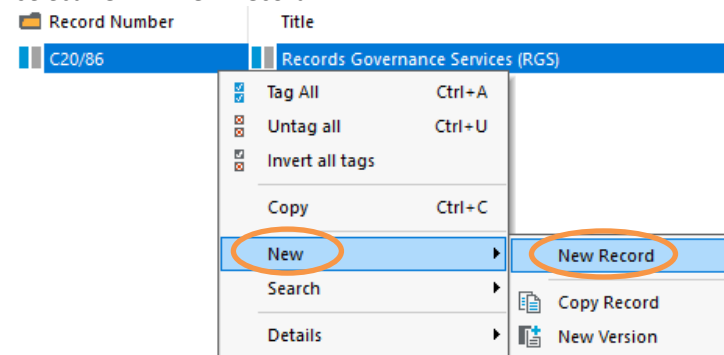 Record Number Title
C20/86 Records Governance Services (RGS)
Tag All Ctrl+A
Untag all Ctrl+U
Invert all tags
Copy Ctrl+C
New New Record
Search Copy Record
Details New Version